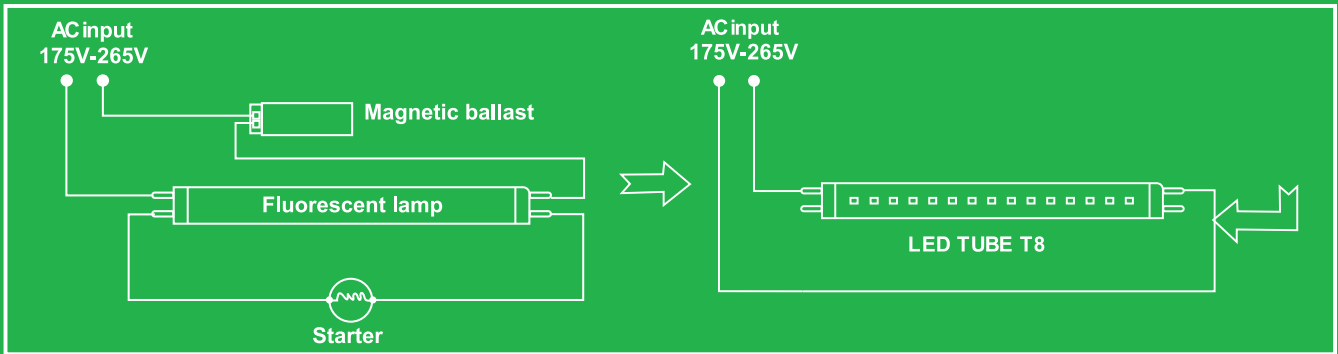 AC input
175V-265V
Magnetic ballast
Fluorescent lamp
Starter
AC input
175V-265V
LED TUBE T8